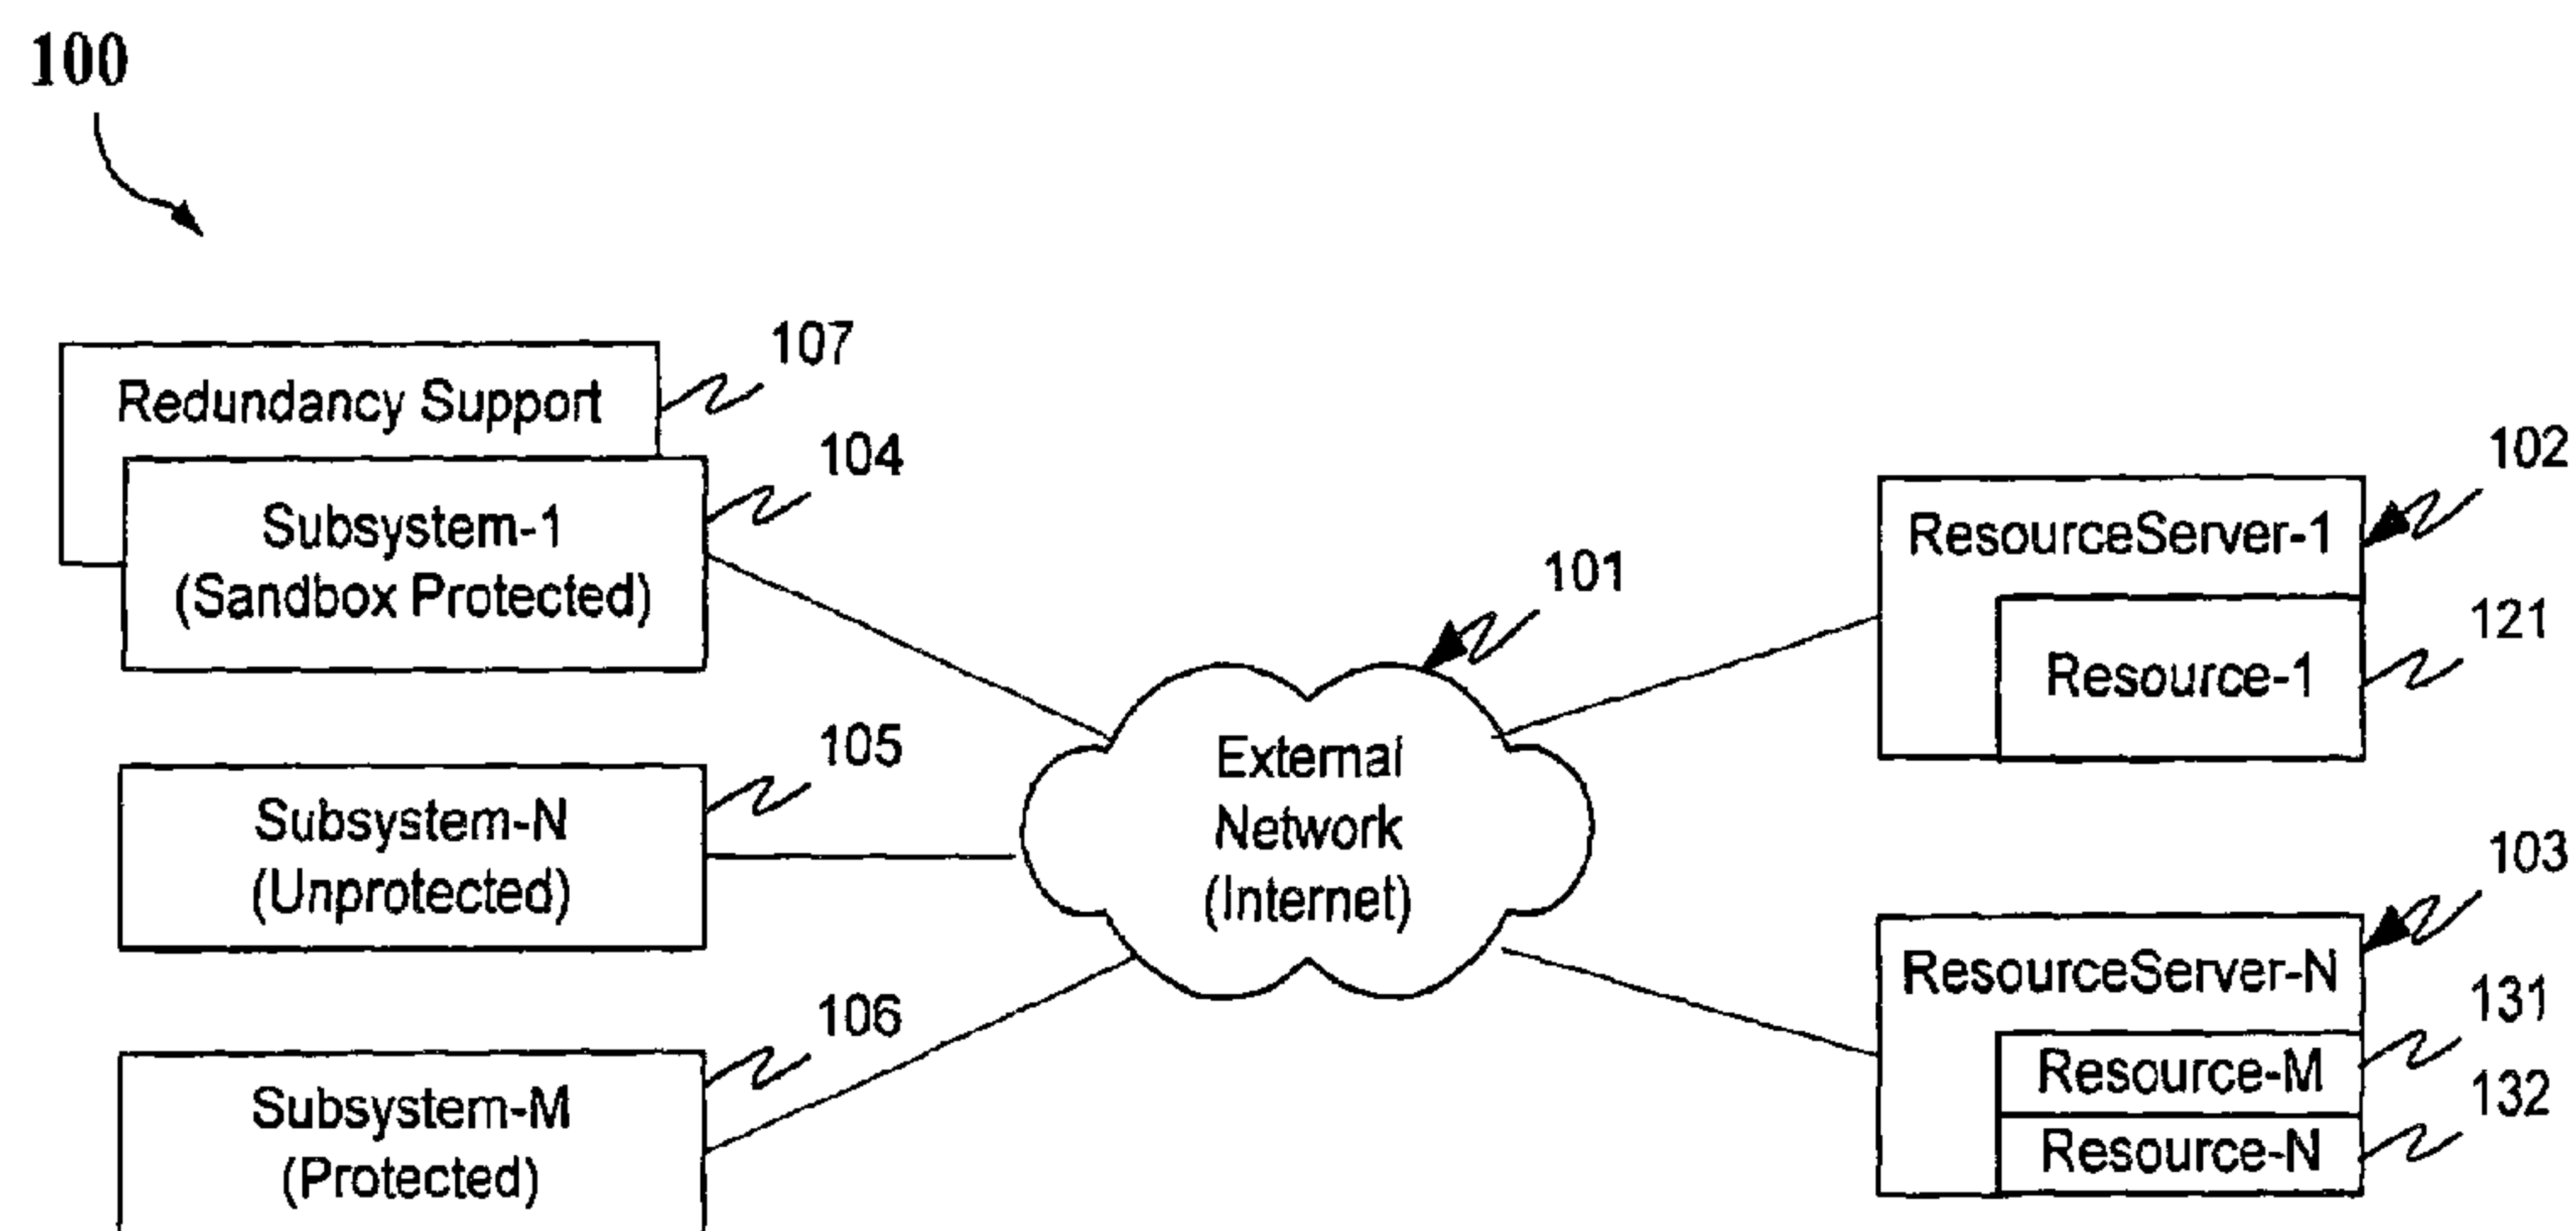 100
107
Redundancy Support
104
Subsystem-1
(Sandbox Protected)
102
ResourceServer-1
101
121
Resource-1
105
External
Network
(Internet)
Subsystem-N
(Unprotected)
103
ResourceServer-N
131
Resource-M
132
Resource-N
106
Subsystem-M
(Protected)